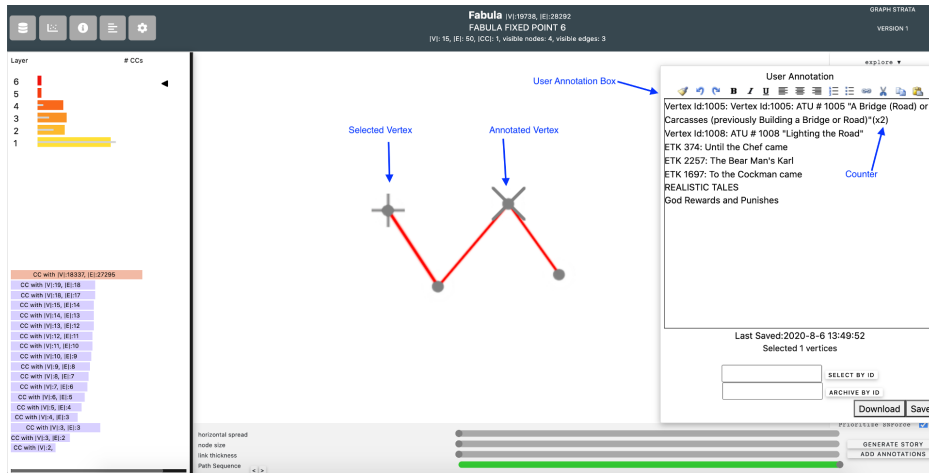 Fabula |V|:19738, |E|:28292
FABULA FIXED POINT 6
|V|: 15, |E|: 50, |CC|: 1, visible nodes: 4, visible edges: 3
GRAPH STRATA
VERSION 1
Layer # CCs
6
5
4
3
2
1
CC with |V|:18337, |E|:27295
CC with |V|:19, |E|:18
CC with |V|:18, |E|:17
CC with |V|:15, |E|:14
CC with |V|:14, |E|:13
CC with |V|:13, |E|:12
CC with |V|:12, |E|:11
CC with |V|:11, |E|:10
CC with |V|:10, |E|:9
CC with |V|:9, |E|:8
CC with |V|:8, |E|:7
CC with |V|:7, |E|:6
CC with |V|:6, |E|:5
CC with |V|:5, |E|:4
CC with |V|:4, |E|:3
CC with |V|:3, |E|:3
CC with |V|:3, |E|:2
CC with |V|:2,
Selected Vertex
Annotated Vertex
User Annotation Box
explore ▼
User Annotation
B I U
Vertex Id:1005: Vertex Id:1005: ATU # 1005 "A Bridge (Road) or
Carcasses (previously Building a Bridge or Road)"(x2)
Vertex Id:1008: ATU # 1008 "Lighting the Road"
ETK 374: Until the Chef came
ETK 2257: The Bear Man's Karl
ETK 1697: To the Cockman came
REALISTIC TALES
God Rewards and Punishes
Counter
Last Saved:2020-8-6 13:49:52
Selected 1 vertices
SELECT BY ID
ARCHIVE BY ID
Download Save
horizontal spread
node size
link thickness
Path Sequence < >
GENERATE STORY
ADD ANNOTATIONS